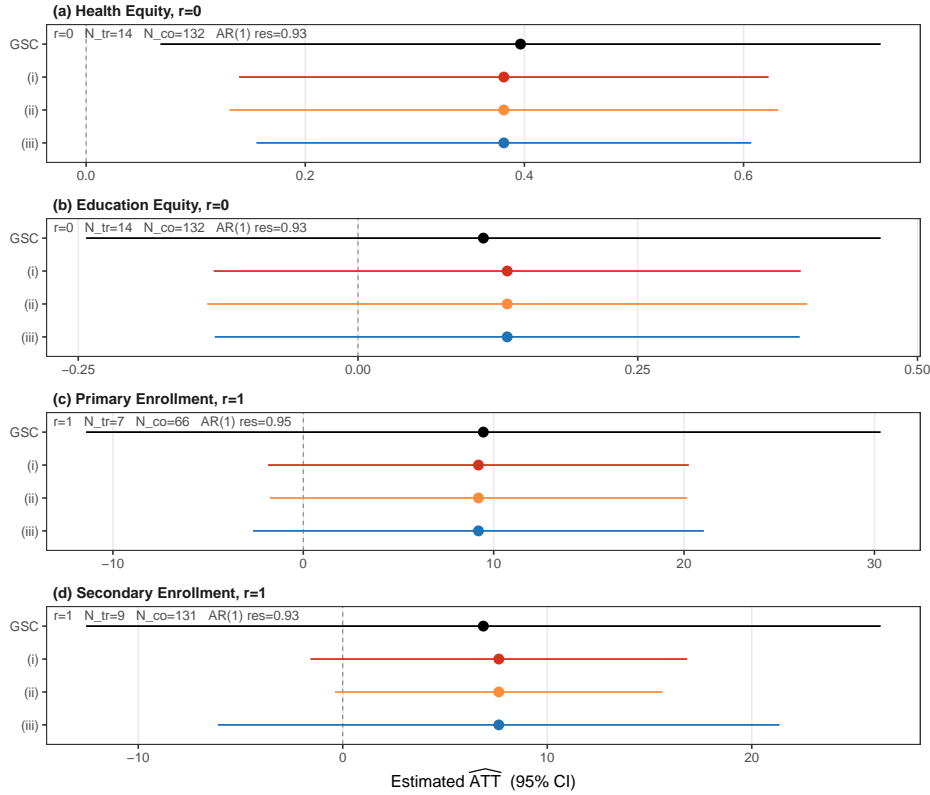 (a) Health Equity, r=0
r=0 N_tr=14 N_co=132 AR(1) res=0.93
GSC
(i)
(ii)
(iii)
0.0 0.2 0.4 0.6
(b) Education Equity, r=0
r=0 N_tr=14 N_co=132 AR(1) res=0.93
GSC
(i)
(ii)
(iii)
−0.25 0.00 0.25 0.50
(c) Primary Enrollment, r=1
r=1 N_tr=7 N_co=66 AR(1) res=0.95
GSC
(i)
(ii)
(iii)
−10 0 10 20 30
(d) Secondary Enrollment, r=1
r=1 N_tr=9 N_co=131 AR(1) res=0.93
GSC
(i)
(ii)
(iii)
−10 0 10 20
Estimated \widehat{ATT} (95% CI)